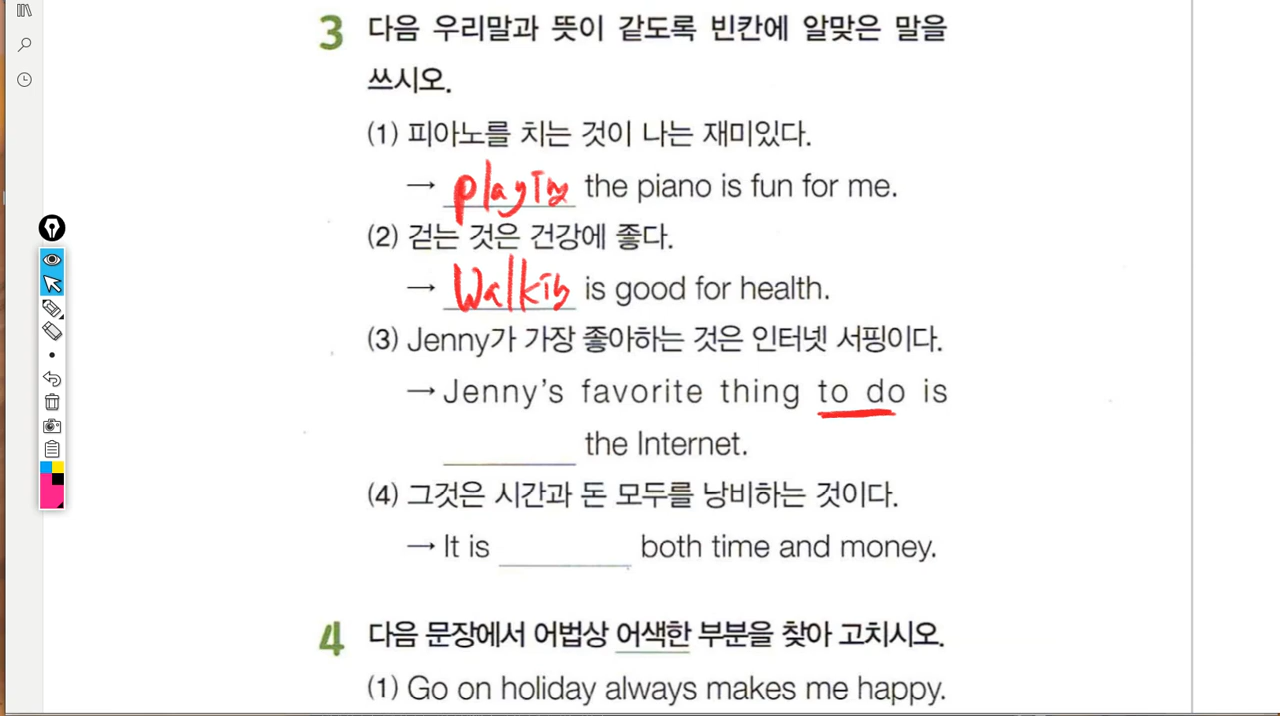 3 다음 우리말과 뜻이 같도록 빈칸에 알맞은 말을
쓰시오.
(1) 피아노를 치는 것이 나는 재미있다.
→ playing the piano is fun for me.
(2) 걷는 것은 건강에 좋다.
→ Walking is good for health.
(3) Jenny가 가장 좋아하는 것은 인터넷 서핑이다.
→ Jenny's favorite thing to do is
the Internet.
(4) 그것은 시간과 돈 모두를 낭비하는 것이다.
→ It is both time and money.
4 다음 문장에서 어법상 어색한 부분을 찾아 고치시오.
(1) Go on holiday always makes me happy.